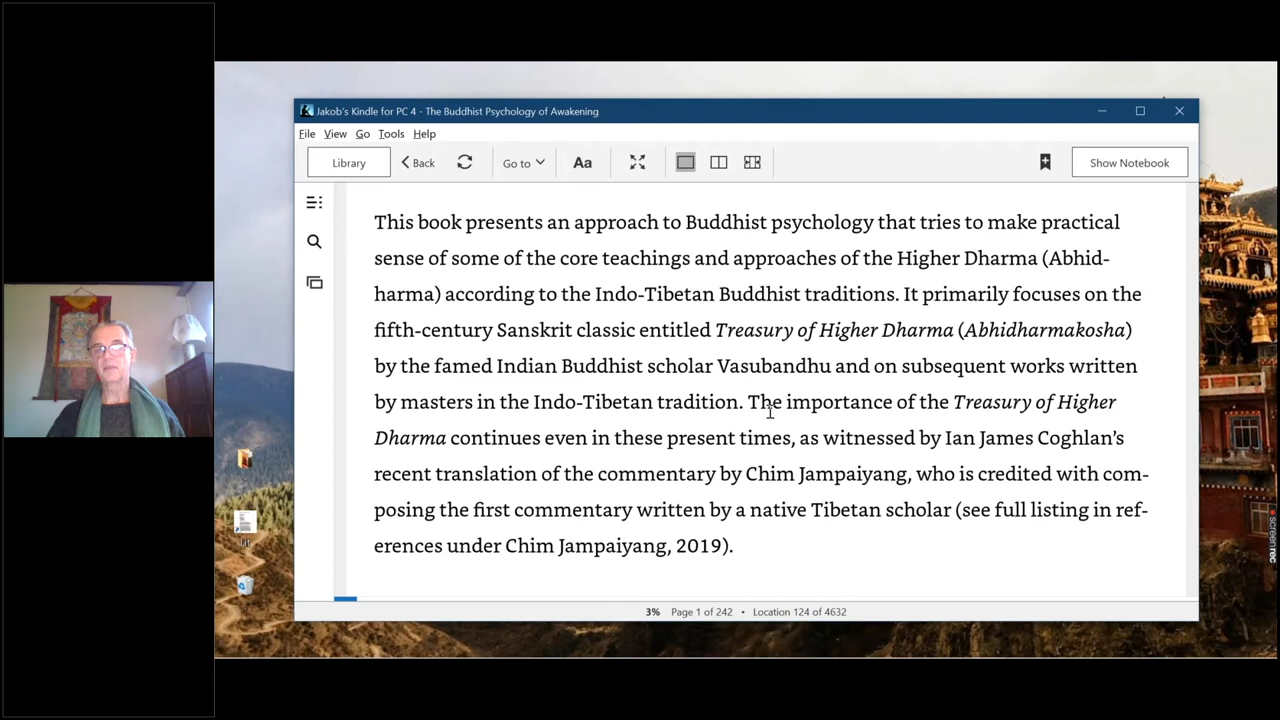 Jakob's Kindle for PC 4 - The Buddhist Psychology of Awakening
File View Go Tools Help
Library Back Go to Aa Show Notebook
This book presents an approach to Buddhist psychology that tries to make practical
sense of some of the core teachings and approaches of the Higher Dharma (Abhid-
harma) according to the Indo-Tibetan Buddhist traditions. It primarily focuses on the
fifth-century Sanskrit classic entitled Treasury of Higher Dharma (Abhidharmakosha)
by the famed Indian Buddhist scholar Vasubandhu and on subsequent works written
by masters in the Indo-Tibetan tradition. The importance of the Treasury of Higher
Dharma continues even in these present times, as witnessed by Ian James Coghlan's
recent translation of the commentary by Chim Jampaiyang, who is credited with com-
posing the first commentary written by a native Tibetan scholar (see full listing in ref-
erences under Chim Jampaiyang, 2019).
3% Page 1 of 242 • Location 124 of 4632
Lit
screenrec